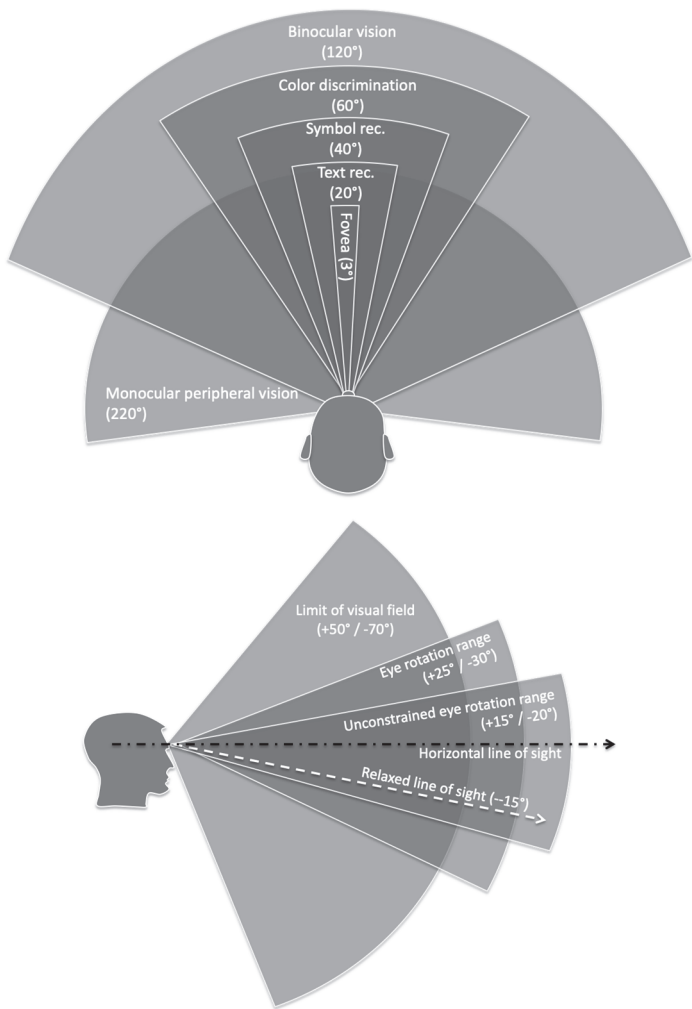 Binocular vision
(120°)
Color discrimination
(60°)
Symbol rec.
(40°)
Text rec.
(20°)
Fovea (3°)
Monocular peripheral vision
(220°)
Limit of visual field
(+50° / -70°)
Eye rotation range
(+25° / -30°)
Unconstrained eye rotation range
(+15° / -20°)
Horizontal line of sight
Relaxed line of sight (--15°)